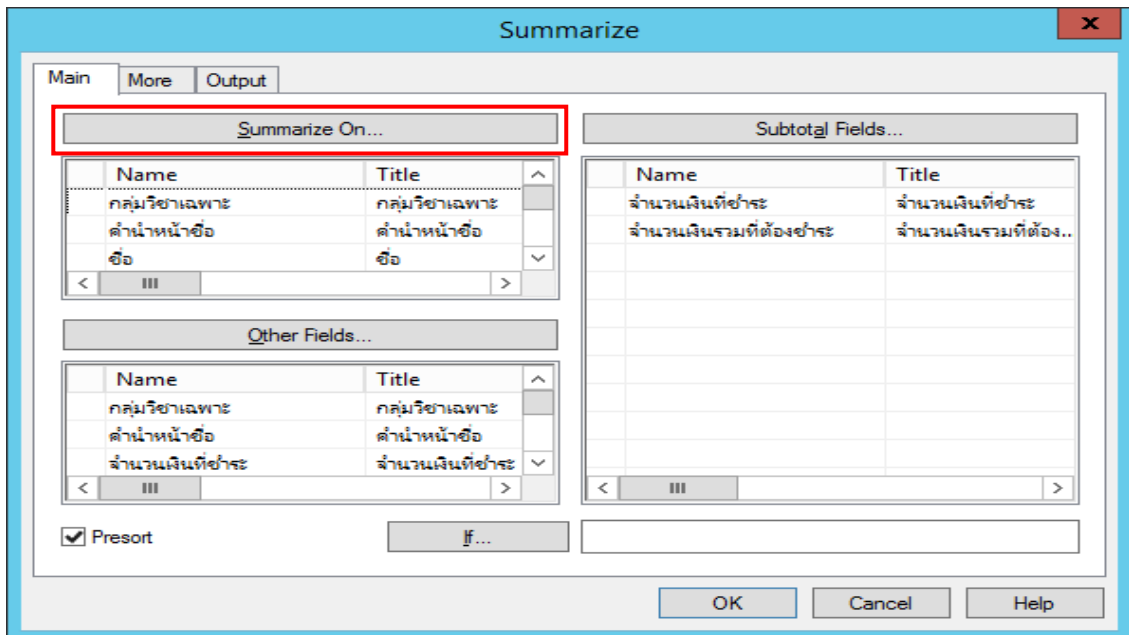 Summarize
x
Main More Output
Summarize On...
Name Title
กลุ่มวิชาเฉพาะ กลุ่มวิชาเฉพาะ
คำนำหน้าชื่อ คำนำหน้าชื่อ
ชื่อ ชื่อ
Other Fields...
Name Title
กลุ่มวิชาเฉพาะ กลุ่มวิชาเฉพาะ
คำนำหน้าชื่อ คำนำหน้าชื่อ
จำนวนเงินที่ชำระ จำนวนเงินที่ชำระ
Presort If...
Subtotal Fields...
Name Title
จำนวนเงินที่ชำระ จำนวนเงินที่ชำระ
จำนวนเงินรวมที่ต้องชำระ จำนวนเงินรวมที่ต้อง..
OK Cancel Help